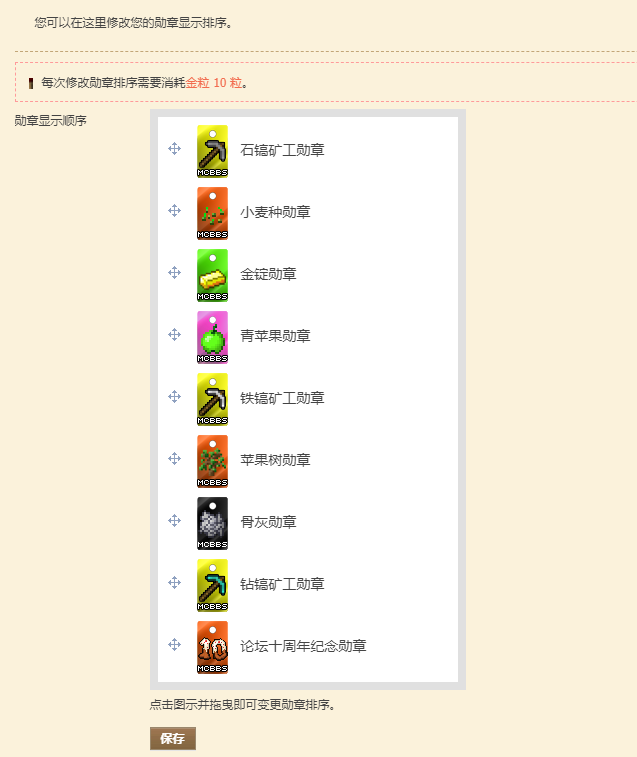 您可以在这里修改您的勋章显示排序。
每次修改勋章排序需要消耗金粒 10 粒。
勋章显示顺序
MCBBS
石镐矿工勋章
MCBBS
小麦种勋章
MCBBS
金锭勋章
MCBBS
青苹果勋章
MCBBS
铁镐矿工勋章
MCBBS
苹果树勋章
MCBBS
骨灰勋章
MCBBS
钻镐矿工勋章
10
MCBBS
论坛十周年纪念勋章
点击图示并拖曳即可变更勋章排序。
保存